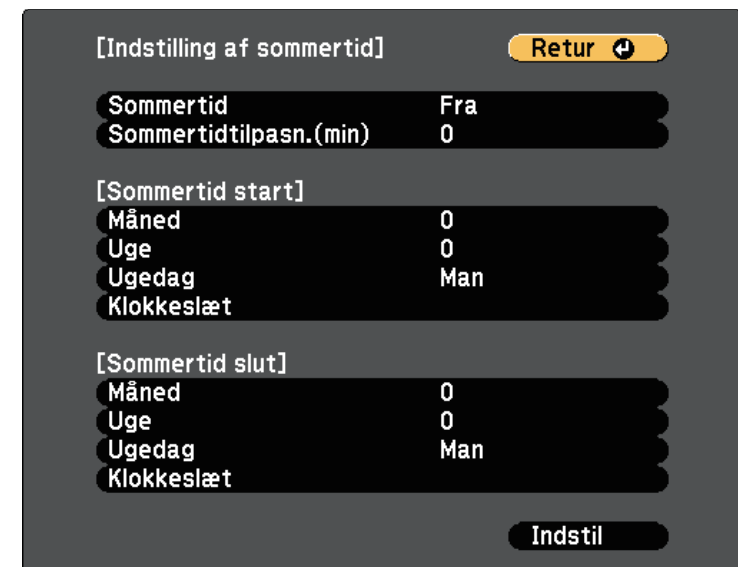 [Indstilling af sommertid] Retur
Sommertid Fra
Sommertidtilpasn.(min) 0
[Sommertid start]
Måned 0
Uge 0
Ugedag Man
Klokkeslæt
[Sommertid slut]
Måned 0
Uge 0
Ugedag Man
Klokkeslæt
Indstil